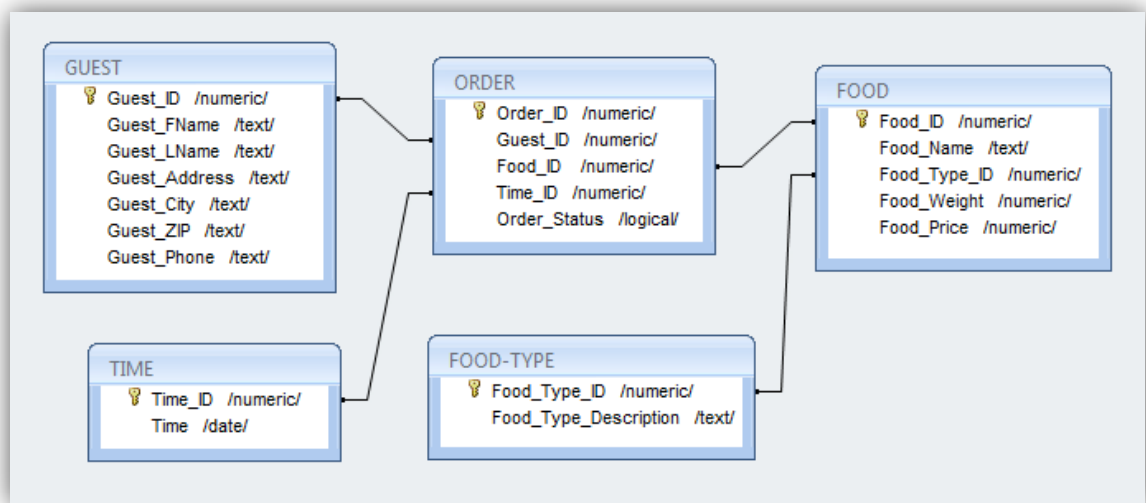 GUEST
Guest_ID /numeric/
Guest_FName /text/
Guest_LName /text/
Guest_Address /text/
Guest_City /text/
Guest_ZIP /text/
Guest_Phone /text/
ORDER
Order_ID /numeric/
Guest_ID /numeric/
Food_ID /numeric/
Time_ID /numeric/
Order_Status /logical/
FOOD
Food_ID /numeric/
Food_Name /text/
Food_Type_ID /numeric/
Food_Weight /numeric/
Food_Price /numeric/
TIME
Time_ID /numeric/
Time /date/
FOOD-TYPE
Food_Type_ID /numeric/
Food_Type_Description /text/